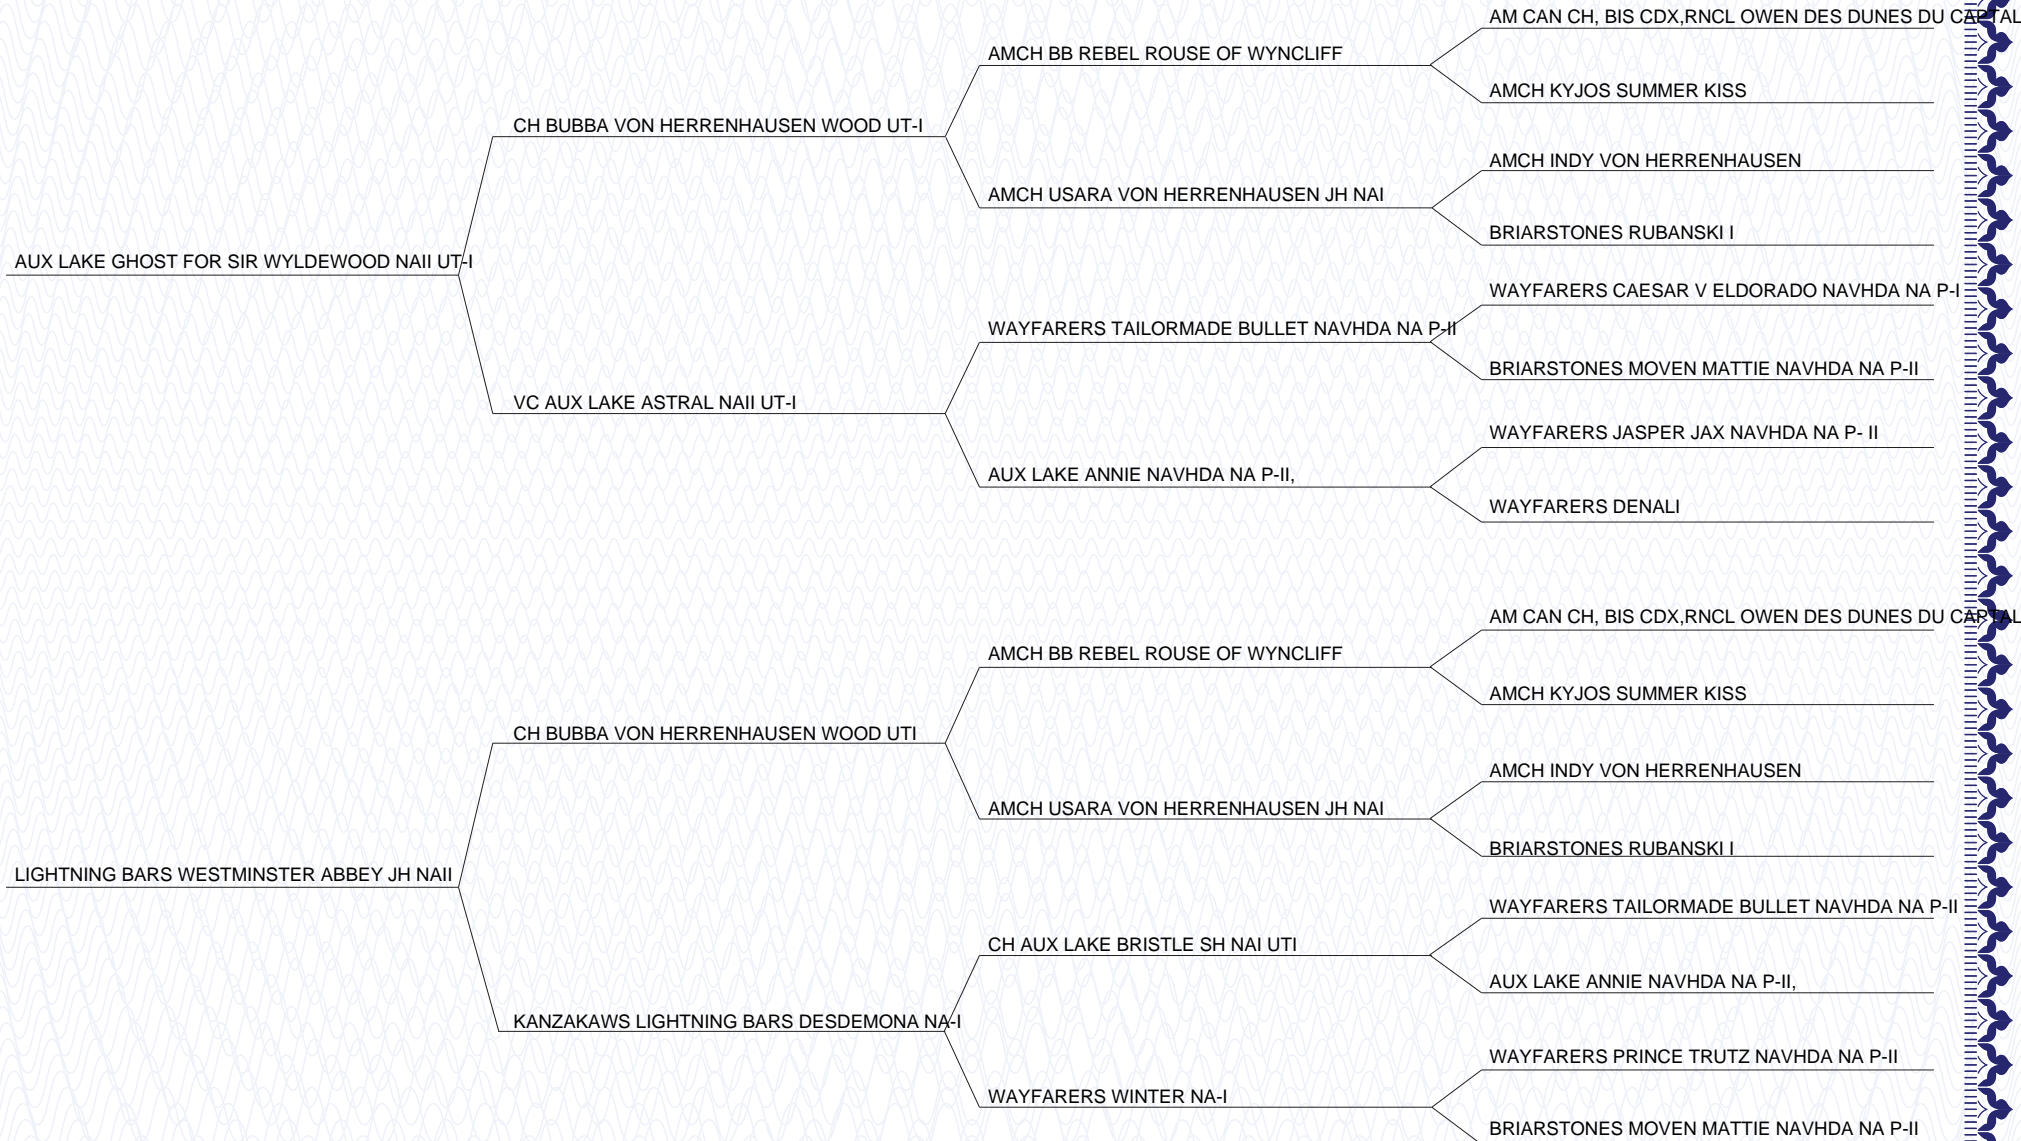 AM CAN CH, BIS CDX,RNCL OWEN DES DUNES DU CAPTAL
AMCH BB REBEL ROUSE OF WYNCLIFF
AMCH KYJOS SUMMER KISS
CH BUBBA VON HERRENHAUSEN WOOD UT-I
AMCH INDY VON HERRENHAUSEN
AMCH USARA VON HERRENHAUSEN JH NAI
BRIARSTONES RUBANSKI I
AUX LAKE GHOST FOR SIR WYLDEWOOD NAII UT-I
WAYFARERS CAESAR V ELDORADO NAVHDA NA P-I
WAYFARERS TAILORMADE BULLET NAVHDA NA P-II
BRIARSTONES MOVEN MATTIE NAVHDA NA P-II
VC AUX LAKE ASTRAL NAII UT-I
WAYFARERS JASPER JAX NAVHDA NA P- II
AUX LAKE ANNIE NAVHDA NA P-II,
WAYFARERS DENALI
AM CAN CH, BIS CDX,RNCL OWEN DES DUNES DU CAPTAL
AMCH BB REBEL ROUSE OF WYNCLIFF
AMCH KYJOS SUMMER KISS
CH BUBBA VON HERRENHAUSEN WOOD UTI
AMCH INDY VON HERRENHAUSEN
AMCH USARA VON HERRENHAUSEN JH NAI
BRIARSTONES RUBANSKI I
LIGHTNING BARS WESTMINSTER ABBEY JH NAII
WAYFARERS TAILORMADE BULLET NAVHDA NA P-II
CH AUX LAKE BRISTLE SH NAI UTI
AUX LAKE ANNIE NAVHDA NA P-II,
KANZAKAWS LIGHTNING BARS DESDEMONA NA-I
WAYFARERS PRINCE TRUTZ NAVHDA NA P-II
WAYFARERS WINTER NA-I
BRIARSTONES MOVEN MATTIE NAVHDA NA P-II